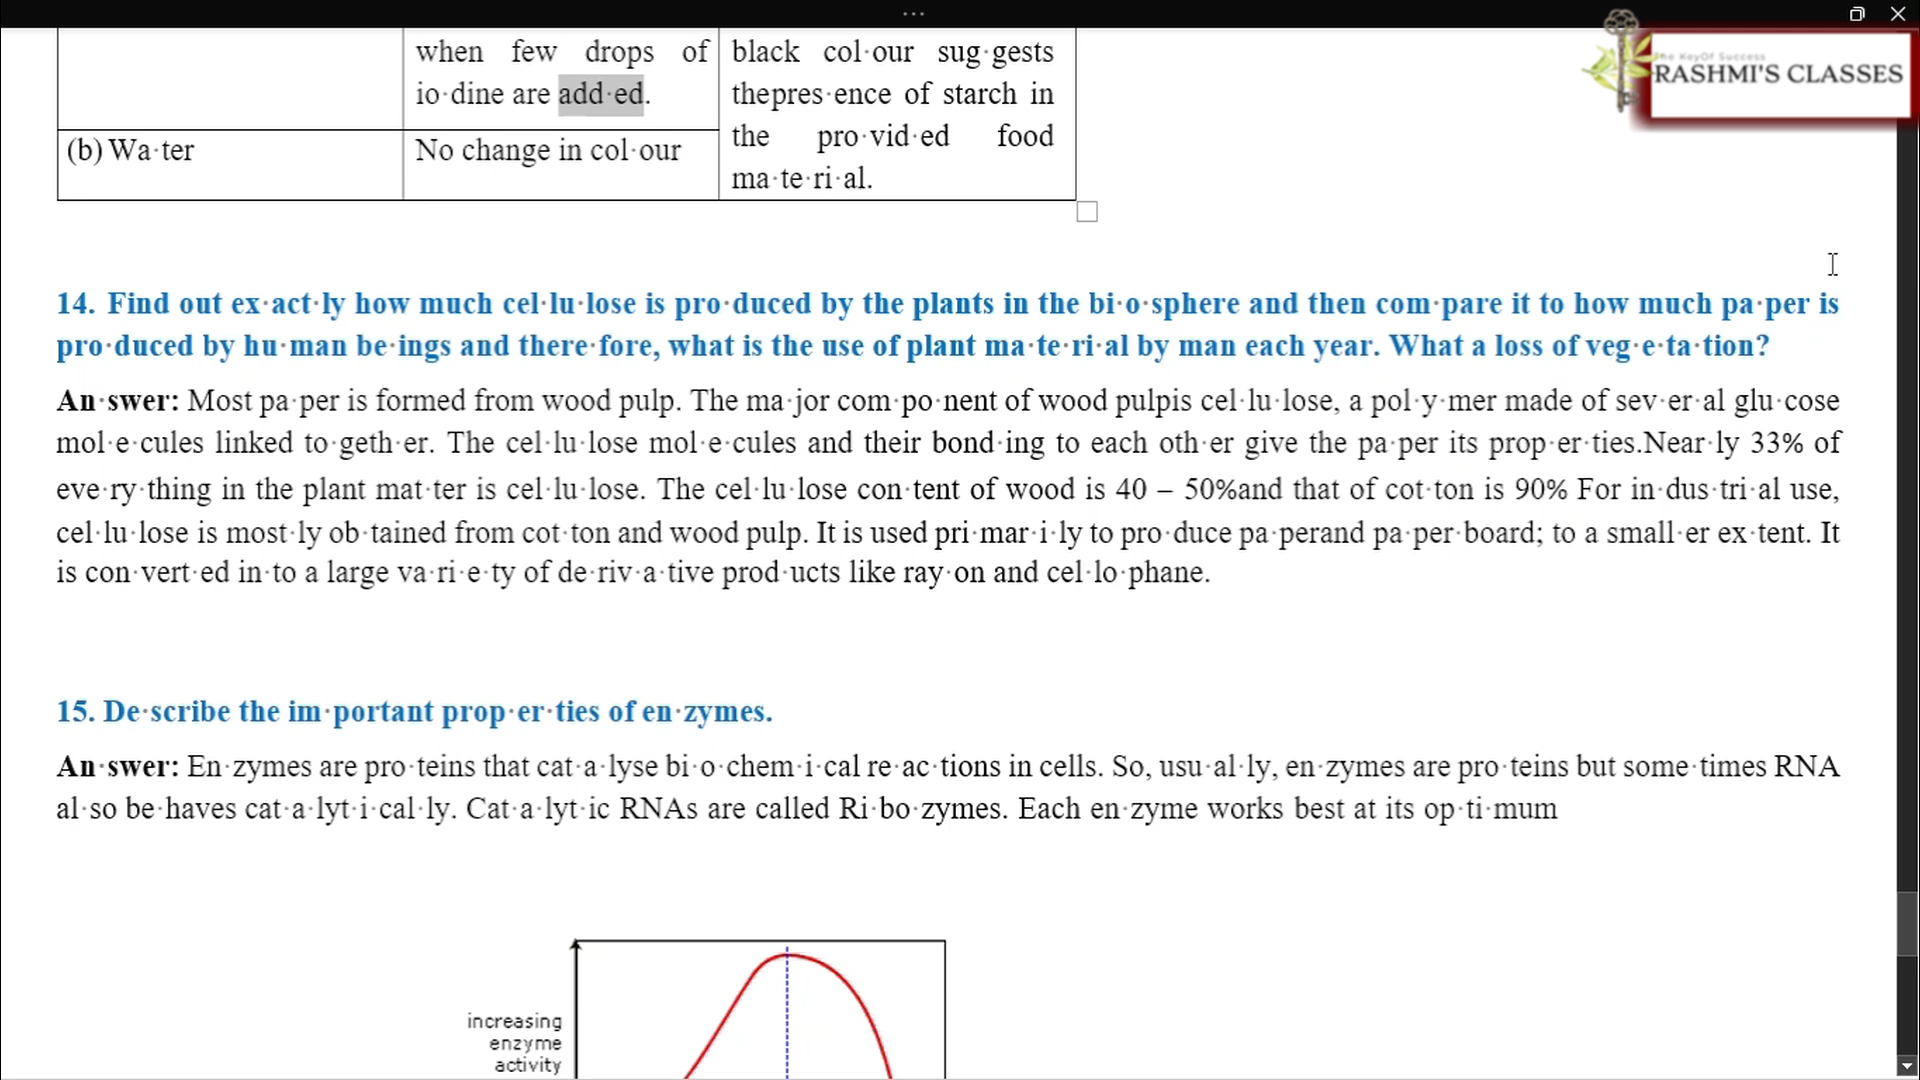 ...
The KeyOf Success
RASHMI'S CLASSES
when few drops of
io·dine are add·ed.
black col·our sug·gests
thepres·ence of starch in
the pro·vid·ed food
ma·te·ri·al.
(b) Wa·ter
No change in col·our
14. Find out ex·act·ly how much cel·lu·lose is pro·duced by the plants in the bi·o·sphere and then com·pare it to how much pa·per is
pro·duced by hu·man be·ings and there·fore, what is the use of plant ma·te·ri·al by man each year. What a loss of veg·e·ta·tion?
An·swer: Most pa·per is formed from wood pulp. The ma·jor com·po·nent of wood pulpis cel·lu·lose, a pol·y·mer made of sev·er·al glu·cose
mol·e·cules linked to·geth·er. The cel·lu·lose mol·e·cules and their bond·ing to each oth·er give the pa·per its prop·er·ties.Near·ly 33% of
eve·ry·thing in the plant mat·ter is cel·lu·lose. The cel·lu·lose con·tent of wood is 40 – 50%and that of cot·ton is 90% For in·dus·tri·al use,
cel·lu·lose is most·ly ob·tained from cot·ton and wood pulp. It is used pri·mar·i·ly to pro·duce pa·perand pa·per·board; to a small·er ex·tent. It
is con·vert·ed in·to a large va·ri·e·ty of de·riv·a·tive prod·ucts like ray·on and cel·lo·phane.
15. De·scribe the im·portant prop·er·ties of en·zymes.
An·swer: En·zymes are pro·teins that cat·a·lyse bi·o·chem·i·cal re·ac·tions in cells. So, usu·al·ly, en·zymes are pro·teins but some·times RNA
al·so be·haves cat·a·lyt·i·cal·ly. Cat·a·lyt·ic RNAs are called Ri·bo·zymes. Each en·zyme works best at its op·ti·mum
increasing
enzyme
activity